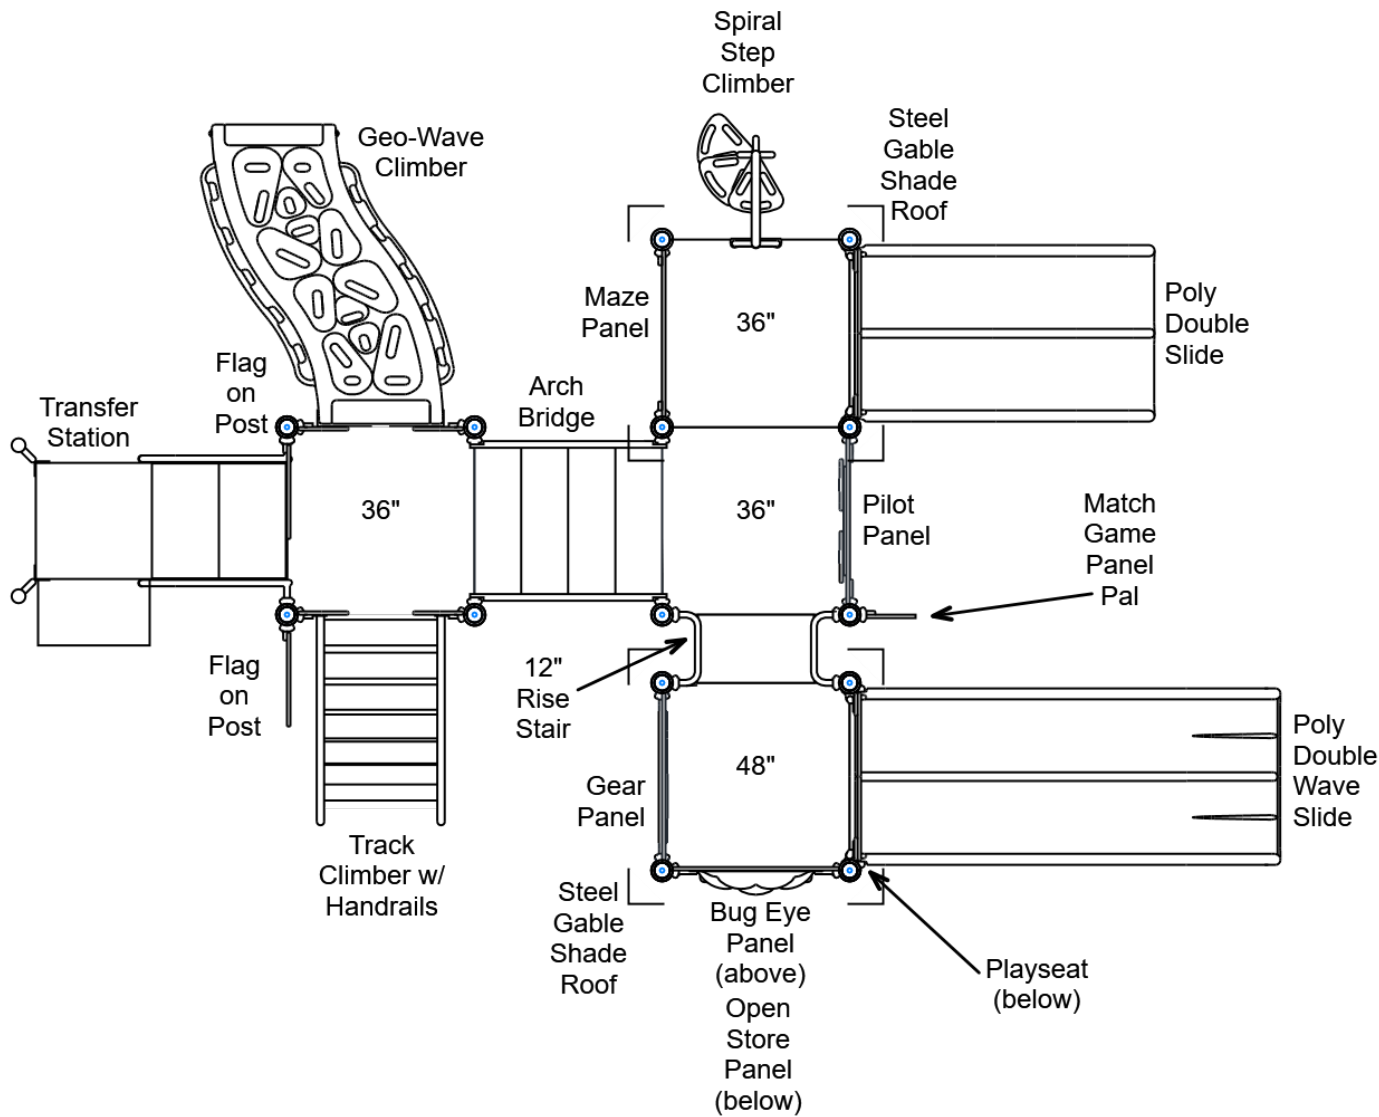 Spiral
Step
Climber
Steel
Gable
Shade
Roof
Geo-Wave
Climber
Maze
Panel
36"
Poly
Double
Slide
Flag
on
Post
Arch
Bridge
Transfer
Station
36"
36"
Pilot
Panel
Match
Game
Panel
Pal
Flag
on
Post
12"
Rise
Stair
48"
Gear
Panel
Poly
Double
Wave
Slide
Track
Climber w/
Handrails
Steel
Gable
Shade
Roof
Bug Eye
Panel
(above)
Open
Store
Panel
(below)
Playseat
(below)